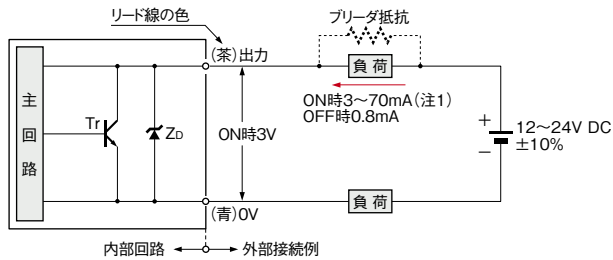 リード線の色
ブリーダ抵抗
(茶)出力
負荷
主回路
Tr
ZD
ON時3V
ON時3～70mA(注1)
OFF時0.8mA
+
−
12～24V DC
±10%
(青)0V
負荷
内部回路
外部接続例